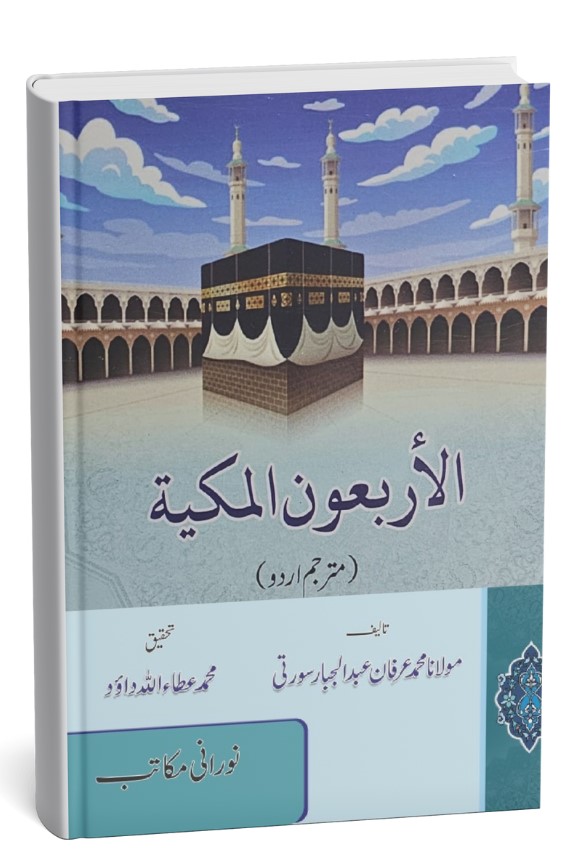 الأربعون المكية
(مترجم اردو)
تالیف
مولانا محمد عرفان عبدالجبار سورتی
تحقیق
محمد عطاء اللہ داؤد
نورانی مکاتب